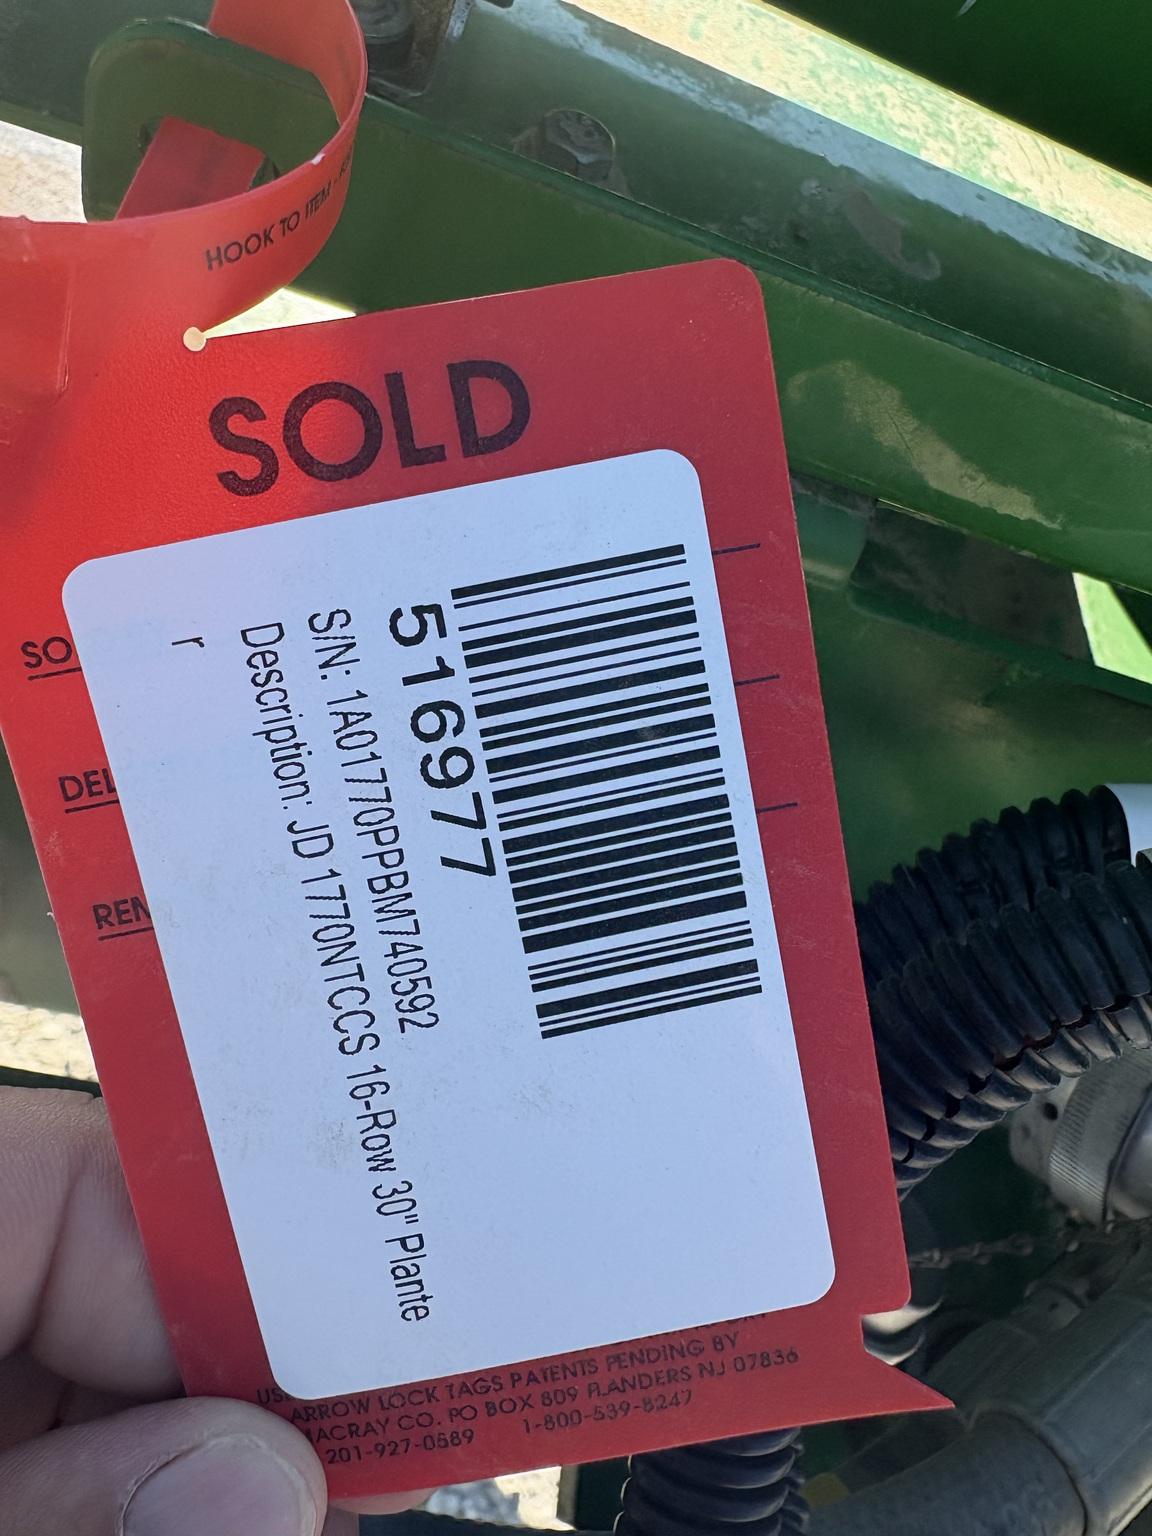 HOOK TO ITEM
SOLD
516977
S/N: 1A01770PPBM740592
Description: JD 1770NTCCS 16-Row 30" Plante
r
SO
DEL
REN
ARROW LOCK TAGS PATENTS PENDING BY
MACRAY CO. PO BOX 809 FLANDERS NJ 07836
201-927-0889 1-800-539-8247